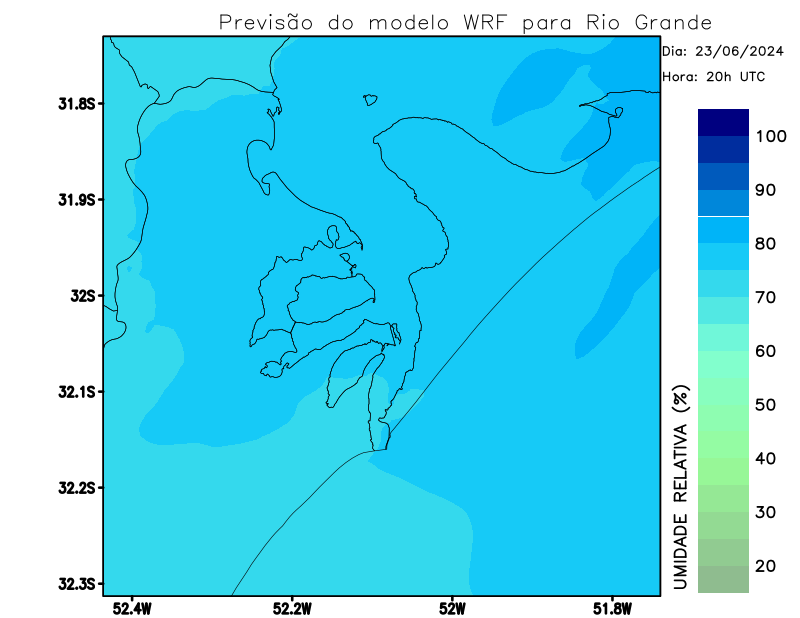 Previsão do modelo WRF para Rio Grande
Dia: 23/06/2024
Hora: 20h UTC
31.8S
31.9S
32S
32.1S
32.2S
32.3S
52.4W
52.2W
52W
51.8W
100
90
80
70
60
50
40
30
20
UMIDADE RELATIVA (%)